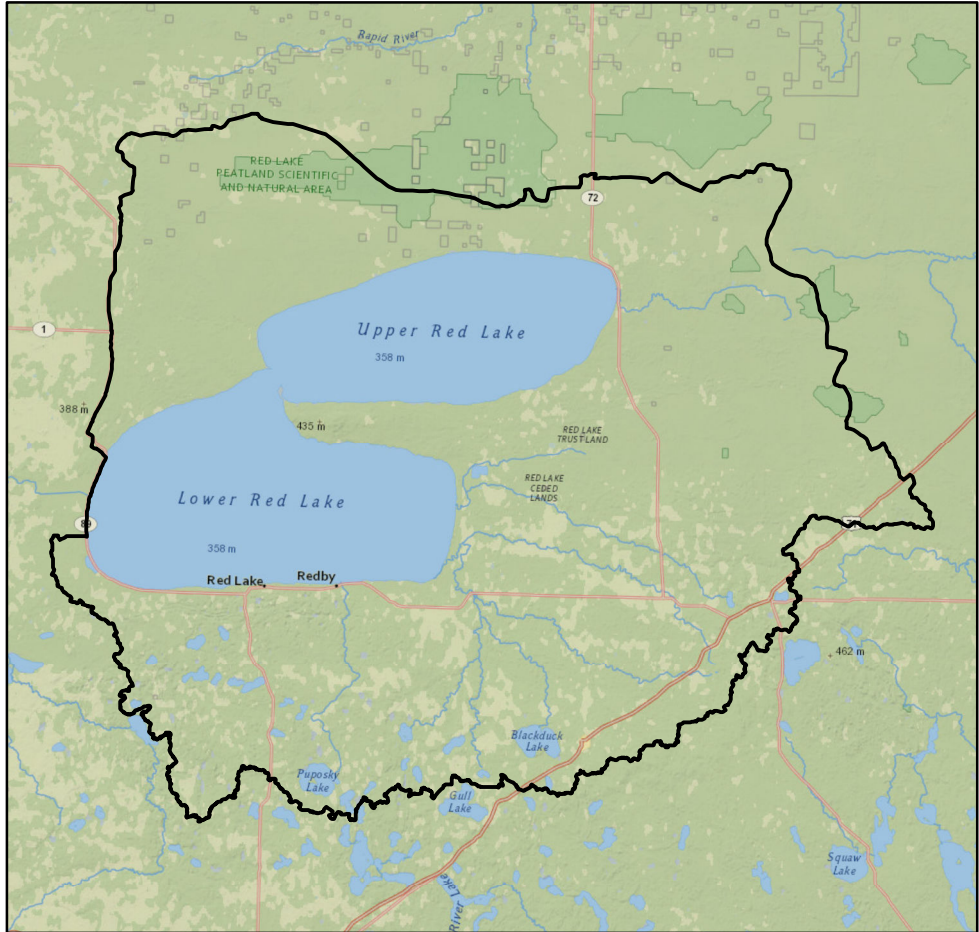 Rapid River
RED LAKE
PEATLAND SCIENTIFIC
AND NATURAL AREA
72
Upper Red Lake
1
358 m
388 m
435 m
RED LAKE
TRUST LAND
RED LAKE
CEDED
LANDS
Lower Red Lake
89
71
358 m
Red Lake
Redby
462 m
Blackduck
Lake
Puposky
Lake
Gull
Lake
Squaw
Lake
River Lake